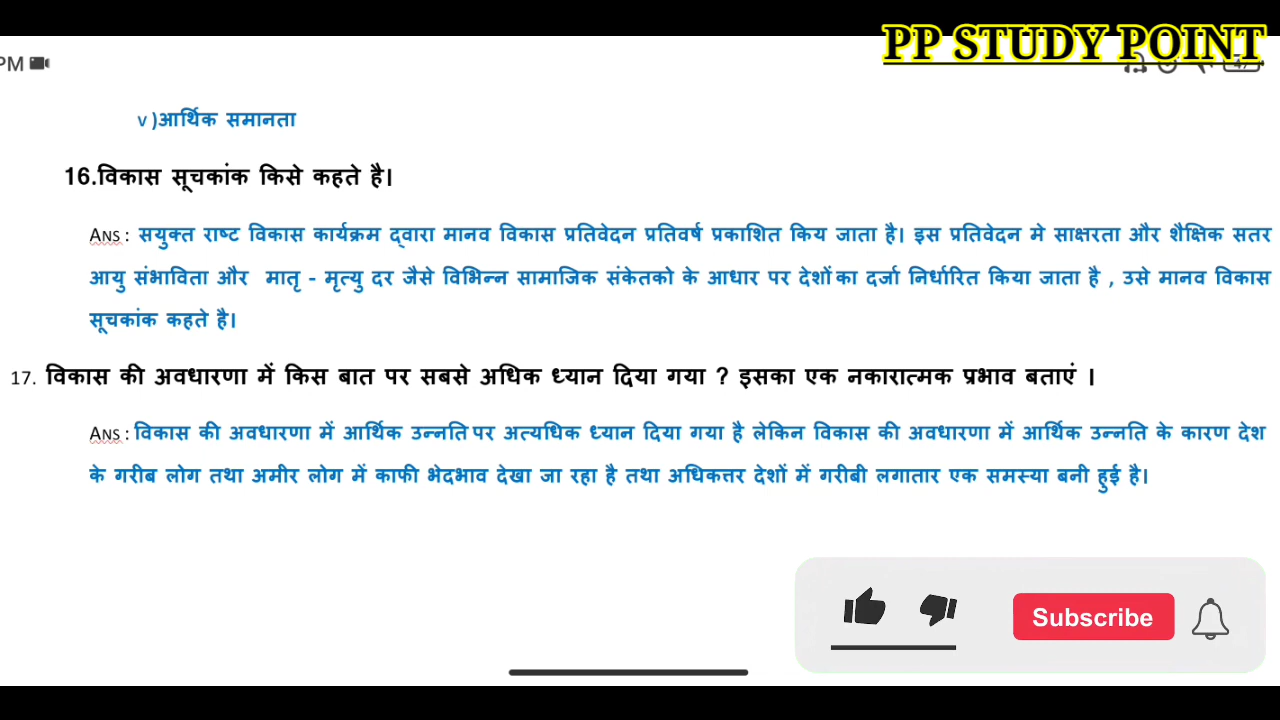 PP STUDY POINT
PM
v )आर्थिक समानता
16.विकास सूचकांक किसे कहते है।
Ans : सयुक्त राष्ट विकास कार्यक्रम द्वारा मानव विकास प्रतिवेदन प्रतिवर्ष प्रकाशित किय जाता है। इस प्रतिवेदन मे साक्षरता और शैक्षिक सतर
आयु संभाविता और मातृ - मृत्यु दर जैसे विभिन्न सामाजिक संकेतको के आधार पर देशों का दर्जा निर्धारित किया जाता है , उसे मानव विकास
सूचकांक कहते है।
17. विकास की अवधारणा में किस बात पर सबसे अधिक ध्यान दिया गया ? इसका एक नकारात्मक प्रभाव बताएं ।
Ans : विकास की अवधारणा में आर्थिक उन्नति पर अत्यधिक ध्यान दिया गया है लेकिन विकास की अवधारणा में आर्थिक उन्नति के कारण देश
के गरीब लोग तथा अमीर लोग में काफी भेदभाव देखा जा रहा है तथा अधिकत्तर देशों में गरीबी लगातार एक समस्या बनी हुई है।
Subscribe